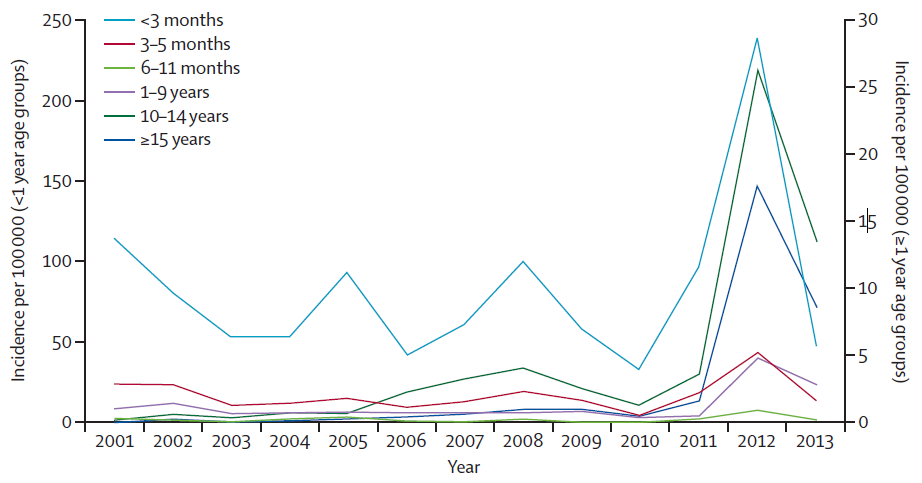 250
200
150
100
50
0
Incidence per 100 000 (<1 year age groups)
<3 months
3–5 months
6–11 months
1–9 years
10–14 years
≥15 years
30
25
20
15
10
5
0
Incidence per 100 000 (≥1 year age groups)
2001 2002 2003 2004 2005 2006 2007 2008 2009 2010 2011 2012 2013
Year